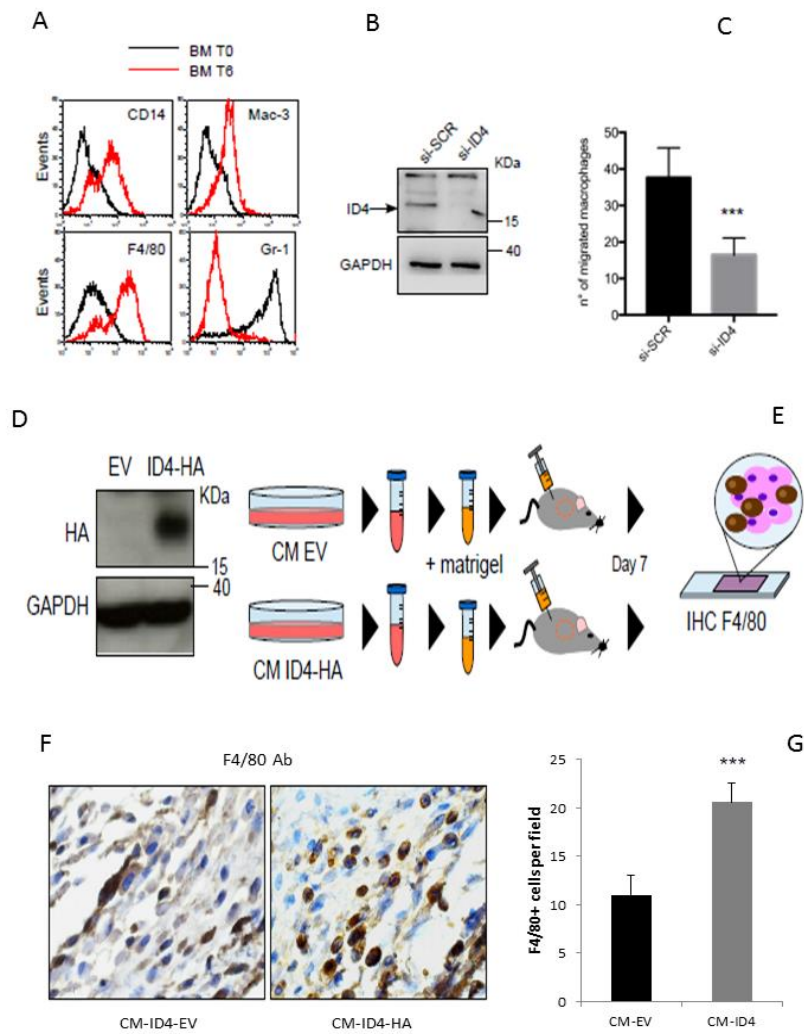 A
B
C
BM T0
BM T6
CD14
Mac-3
F4/80
Gr-1
Events
Events
si-SCR
si-ID4
KDa
ID4
15
40
GAPDH
50
40
30
20
10
0
n° of migrated macrophages
***
si-SCR
si-ID4
D
E
EV ID4-HA
KDa
HA
15
40
GAPDH
CM EV
+ matrigel
Day 7
CM ID4-HA
IHC F4/80
F
G
F4/80 Ab
CM-ID4-EV
CM-ID4-HA
25
20
15
10
5
0
F4/80+ cellsper field
***
CM-EV
CM-ID4